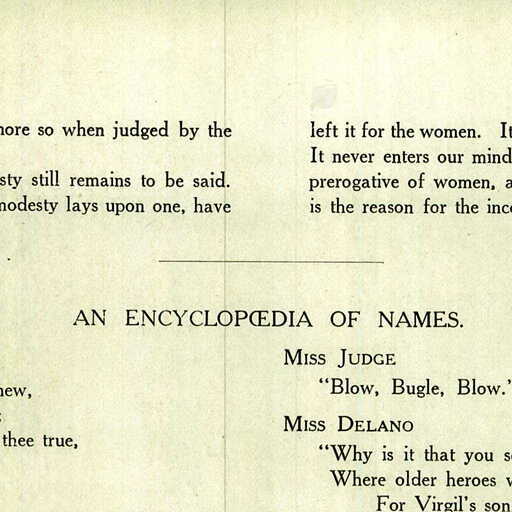 nore so when judged by the
sty still remains to be said.
modesty lays upon one, have
left it for the women. It
It never enters our mind
prerogative of women, a
is the reason for the inc
AN ENCYCLOPŒDIA OF NAMES.
new,
thee true,
Miss Judge
"Blow, Bugle, Blow."
Miss Delano
"Why is it that you s
Where older heroes
For Virgil's son